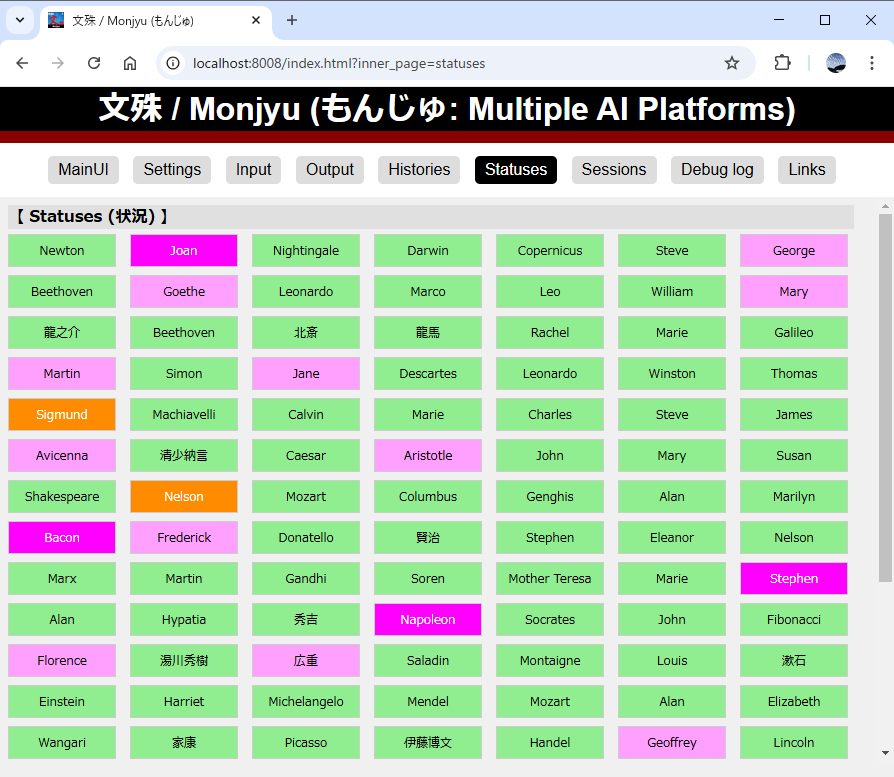 文殊 / Monjyu (もんじゅ)
localhost:8008/index.html?inner_page=statuses
文殊 / Monjyu (もんじゅ: Multiple AI Platforms)
MainUI Settings Input Output Histories Statuses Sessions Debug log Links
【 Statuses (状況) 】
Newton Joan Nightingale Darwin Copernicus Steve George
Beethoven Goethe Leonardo Marco Leo William Mary
龍之介 Beethoven 北斎 龍馬 Rachel Marie Galileo
Martin Simon Jane Descartes Leonardo Winston Thomas
Sigmund Machiavelli Calvin Marie Charles Steve James
Avicenna 清少納言 Caesar Aristotle John Mary Susan
Shakespeare Nelson Mozart Columbus Genghis Alan Marilyn
Bacon Frederick Donatello 賢治 Stephen Eleanor Nelson
Marx Martin Gandhi Soren Mother Teresa Marie Stephen
Alan Hypatia 秀吉 Napoleon Socrates John Fibonacci
Florence 湯川秀樹 広重 Saladin Montaigne Louis 漱石
Einstein Harriet Michelangelo Mendel Mozart Alan Elizabeth
Wangari 家康 Picasso 伊藤博文 Handel Geoffrey Lincoln